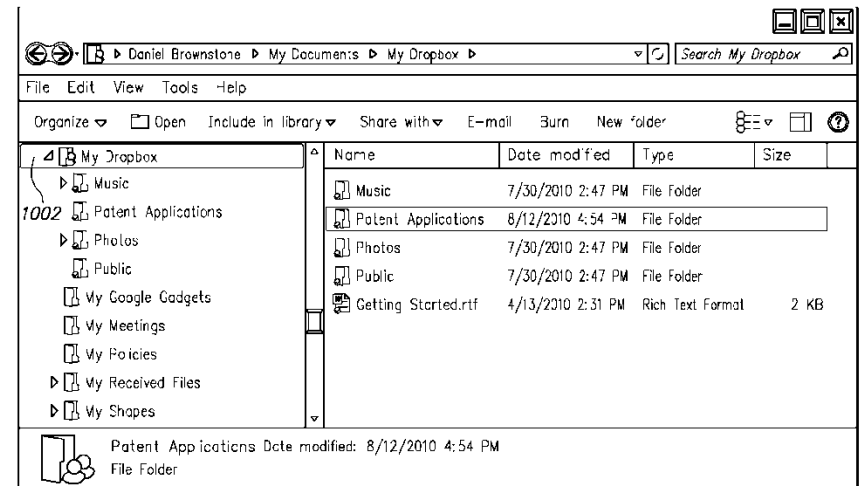 Daniel Brownstone My Documents My Dropbox Search My Dropbox
File Edit View Tools Help
Organize Open Include in library Share with E-mail Burn New folder
My Dropbox
Music
1002 Patent Applications
Photos
Public
My Google Gadgets
My Meetings
My Policies
My Received Files
My Shapes
Name Date modified Type Size
Music 7/30/2010 2:47 PM File Folder
Patent Applications 8/12/2010 4:54 PM File Folder
Photos 7/30/2010 2:47 PM File Folder
Public 7/30/2010 2:47 PM File Folder
Getting Started.rtf 4/13/2010 2:31 PM Rich Text Format 2 KB
Patent Applications Date modified: 8/12/2010 4:54 PM
File Folder